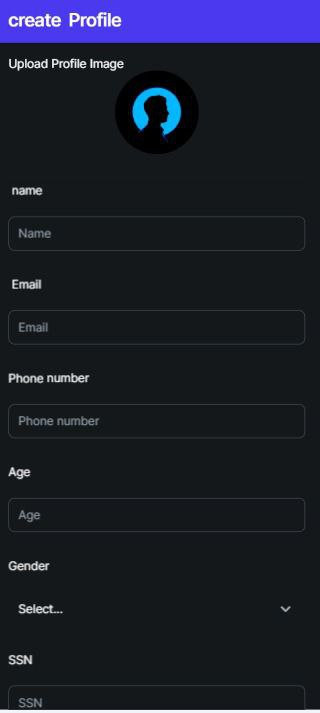 create Profile
Upload Profile Image
name
Name
Email
Email
Phone number
Phone number
Age
Age
Gender
Select...
SSN
SSN